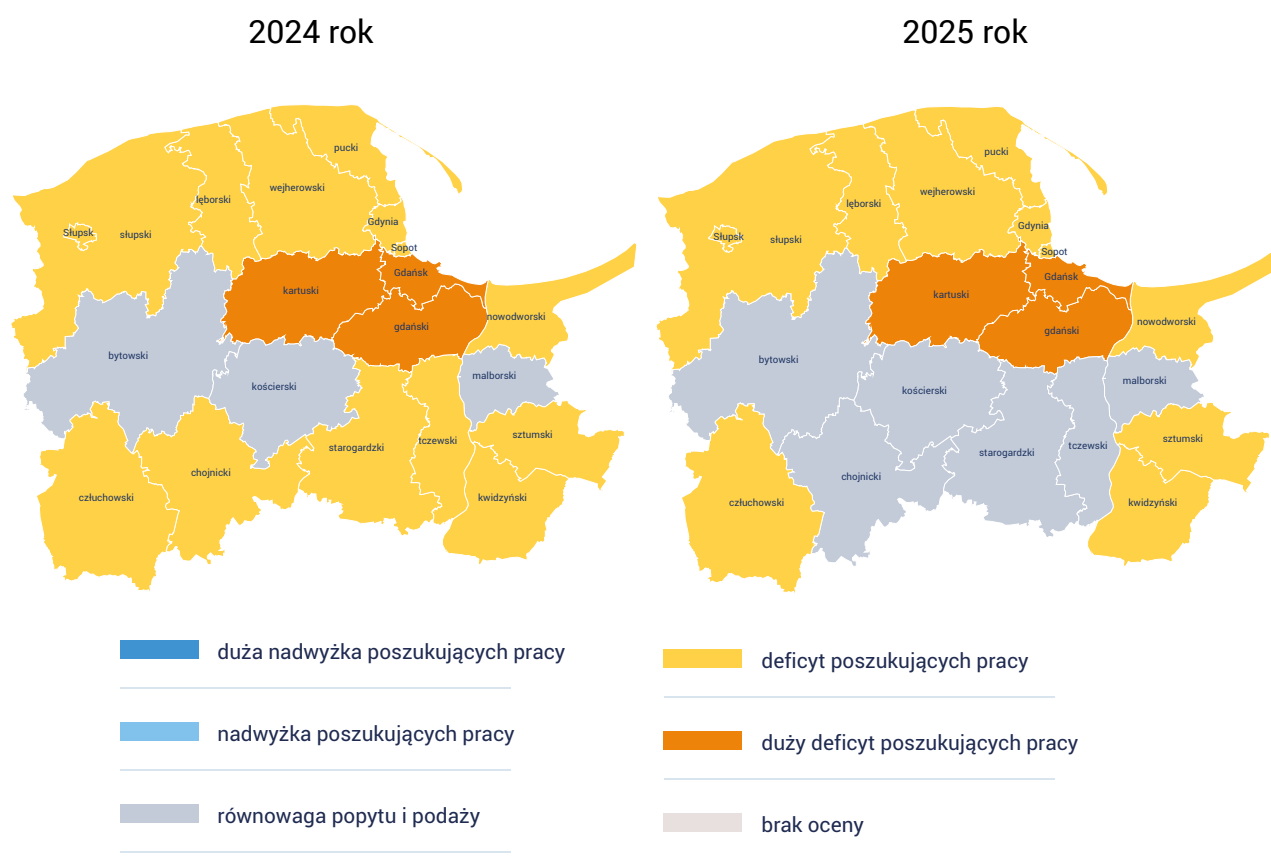 2024 rok
2025 rok
pucki
wejherowski
lęborski
Gdynia
Słupsk
słupski
Sopot
Gdańsk
kartuski
nowodworski
gdański
bytowski
malborski
kościerski
sztumski
tczewski
starogardzki
chojnicki
człuchowski
kwidzyński
pucki
wejherowski
lęborski
Gdynia
Słupsk
słupski
Sopot
Gdańsk
kartuski
nowodworski
gdański
bytowski
malborski
kościerski
sztumski
tczewski
starogardzki
chojnicki
człuchowski
kwidzyński
duża nadwyżka poszukujących pracy
nadwyżka poszukujących pracy
równowaga popytu i podaży
deficyt poszukujących pracy
duży deficyt poszukujących pracy
brak oceny